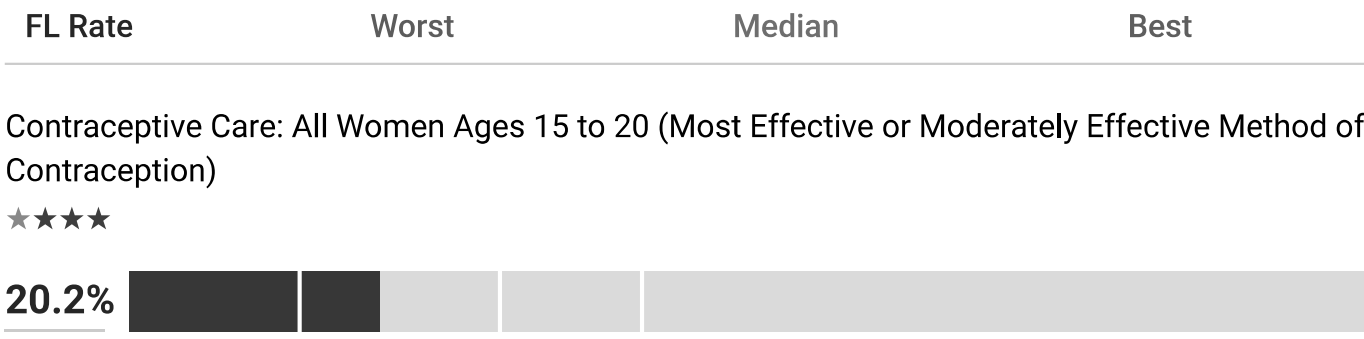 FL Rate Worst Median Best
Contraceptive Care: All Women Ages 15 to 20 (Most Effective or Moderately Effective Method of
Contraception)
★★★★
20.2%